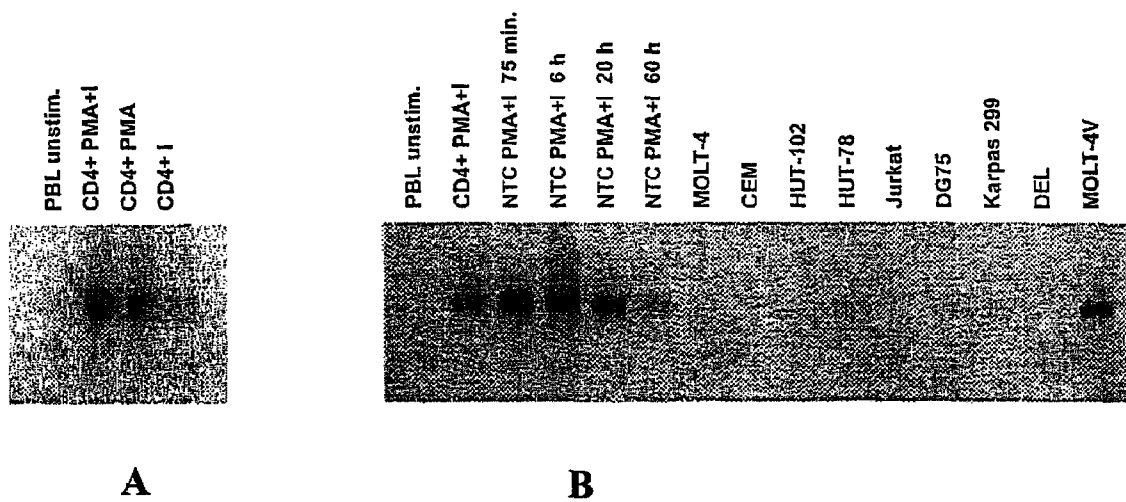 PBL unstim.
CD4+ PMA+I
CD4+ PMA
CD4+ I
PBL unstim.
CD4+ PMA+I
NTC PMA+I 75 min.
NTC PMA+I 6 h
NTC PMA+I 20 h
NTC PMA+I 60 h
MOLT-4
CEM
HUT-102
HUT-78
Jurkat
DG75
Karpas 299
DEL
MOLT-4V
A
B